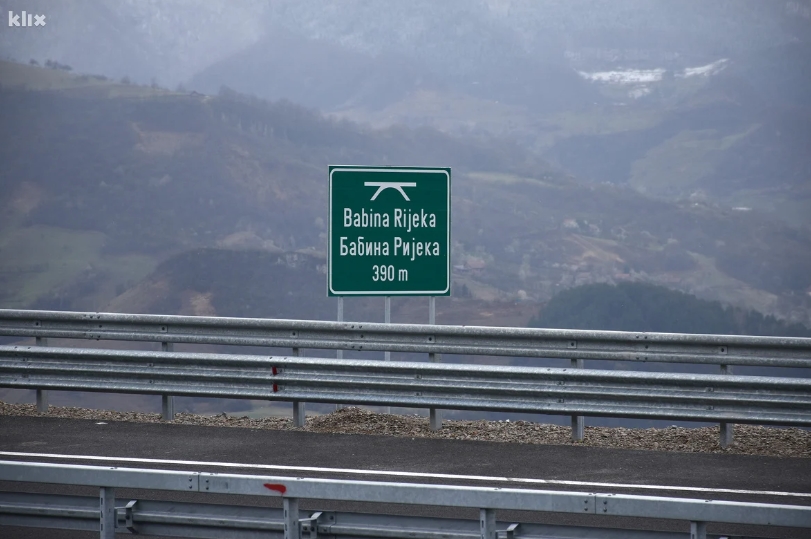 klix
Babina Rijeka
Бабина Ријека
390 m